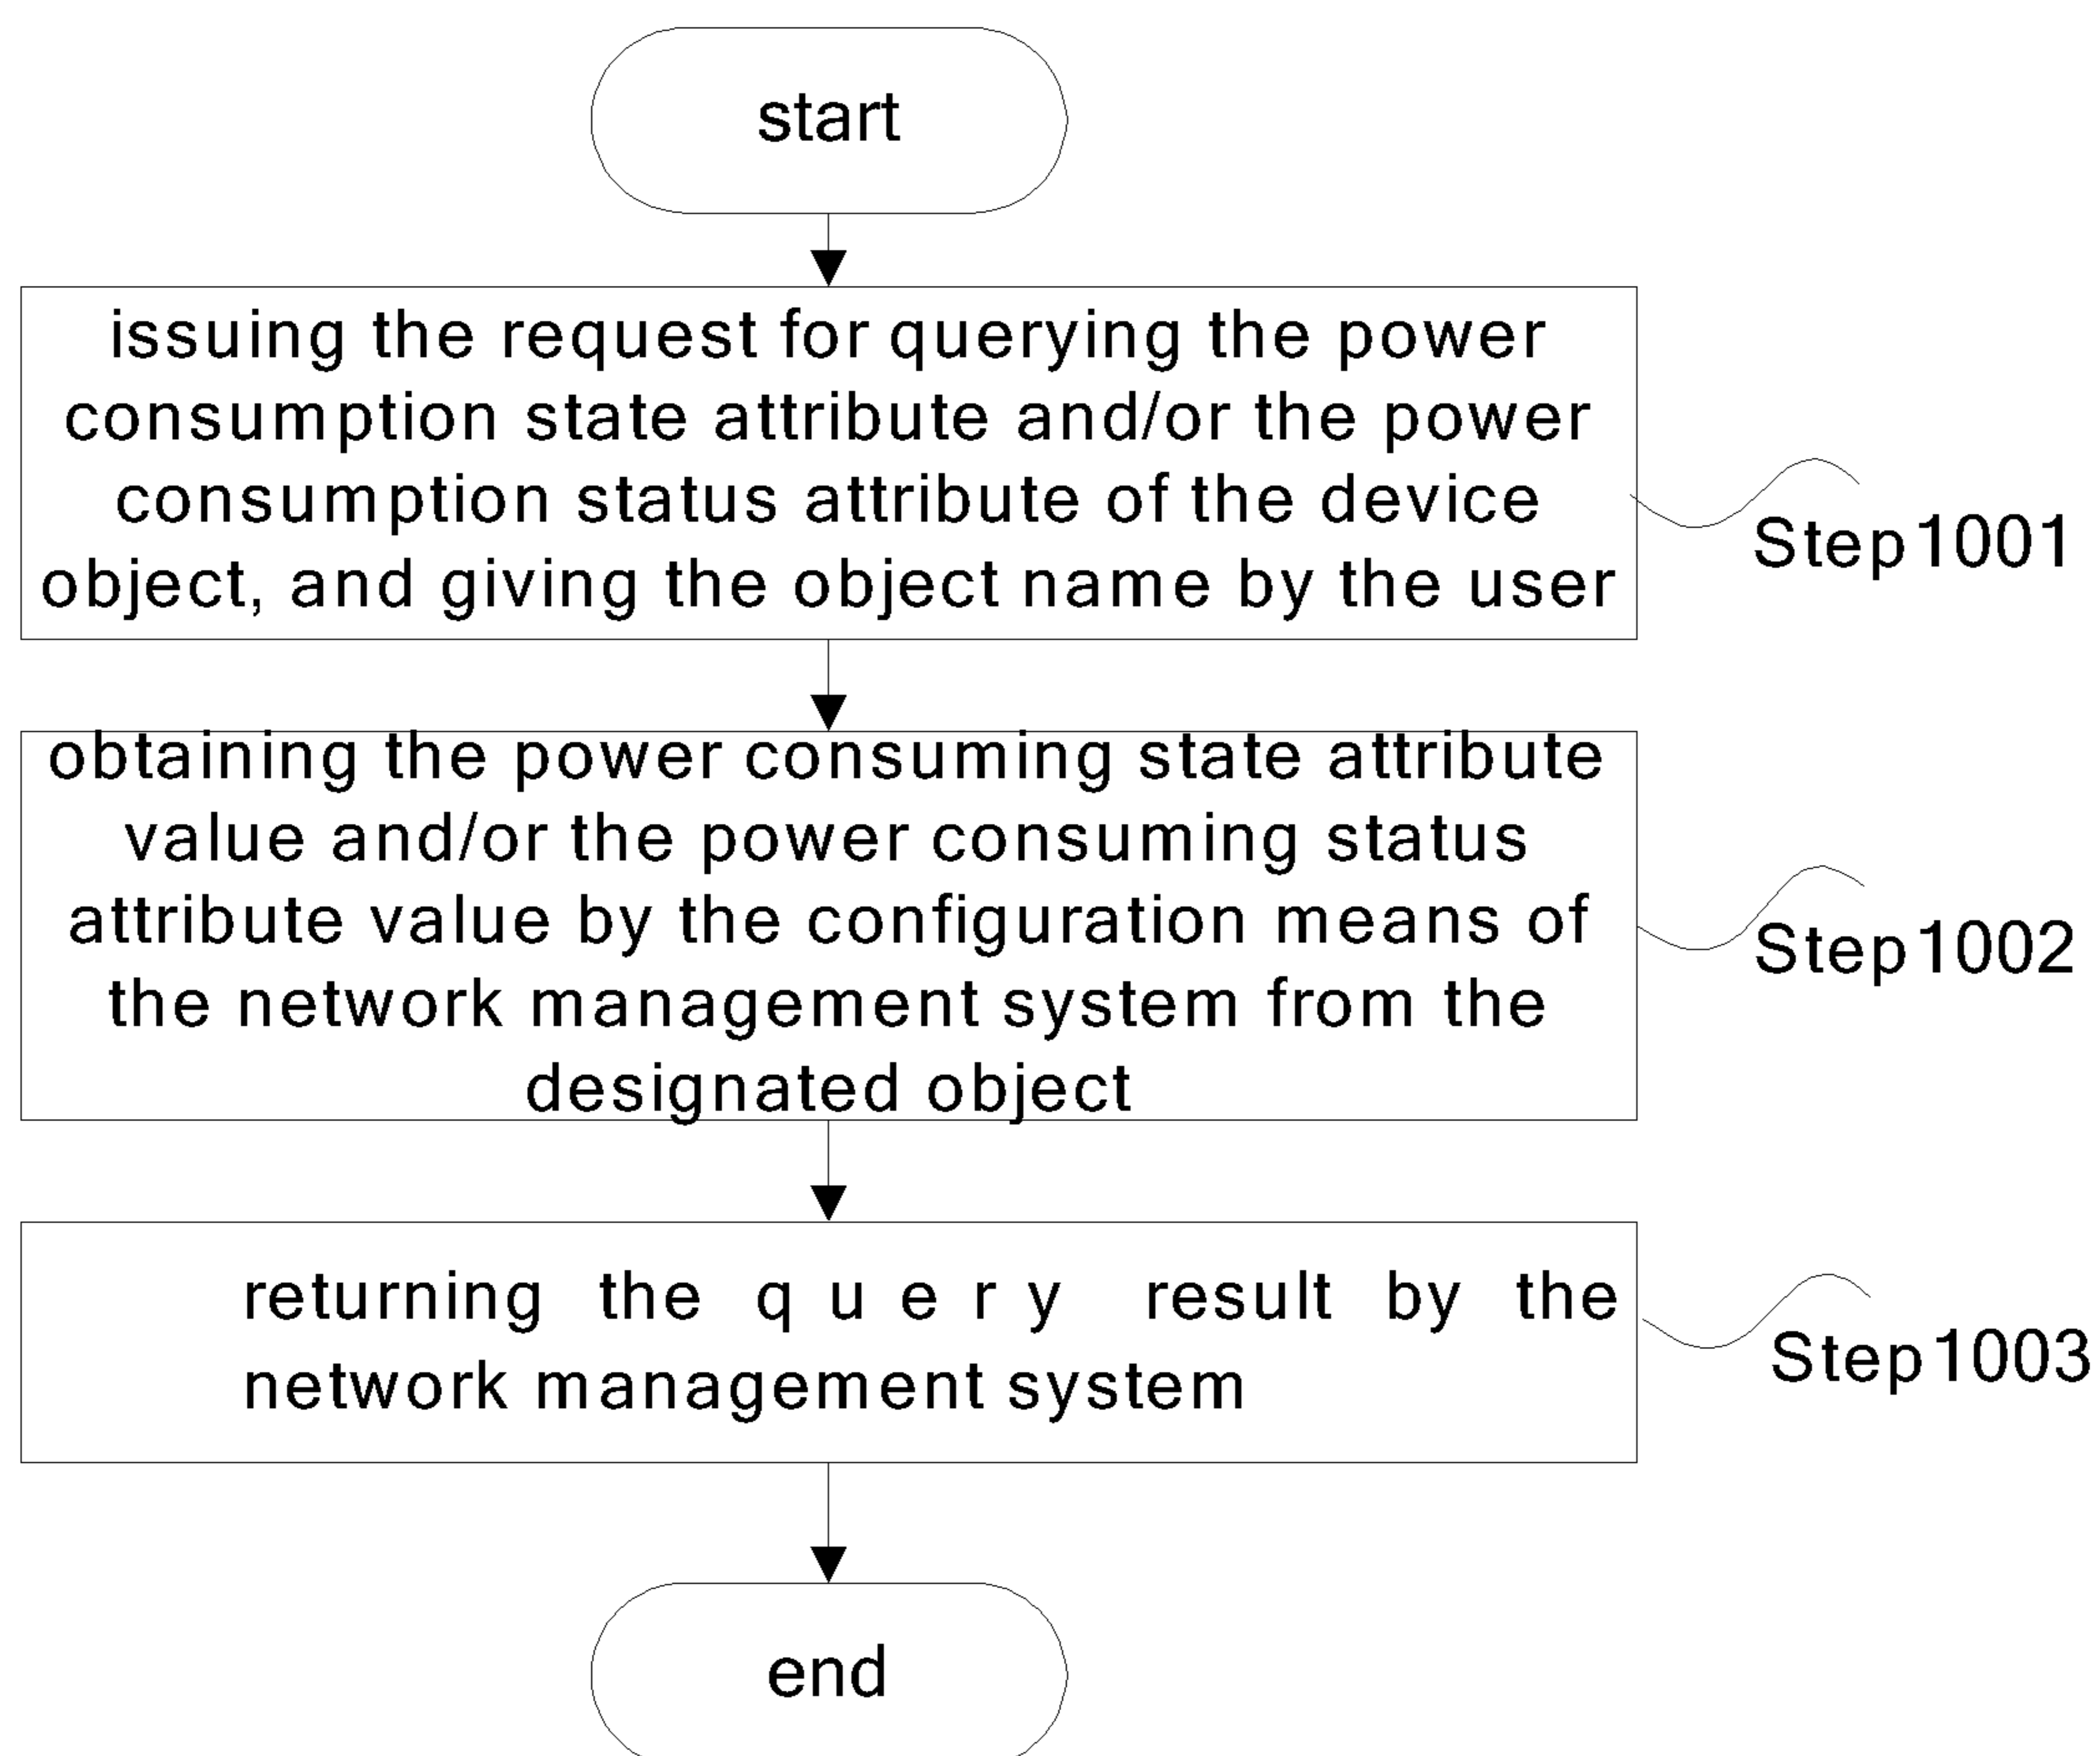 start
issuing the request for querying the power
consumption state attribute and/or the power
consumption status attribute of the device
object, and giving the object name by the user
Step1001
obtaining the power consuming state attribute
value and/or the power consuming status
attribute value by the configuration means of
the network management system from the
designated object
Step1002
returning the query result by the
network management system
Step1003
end